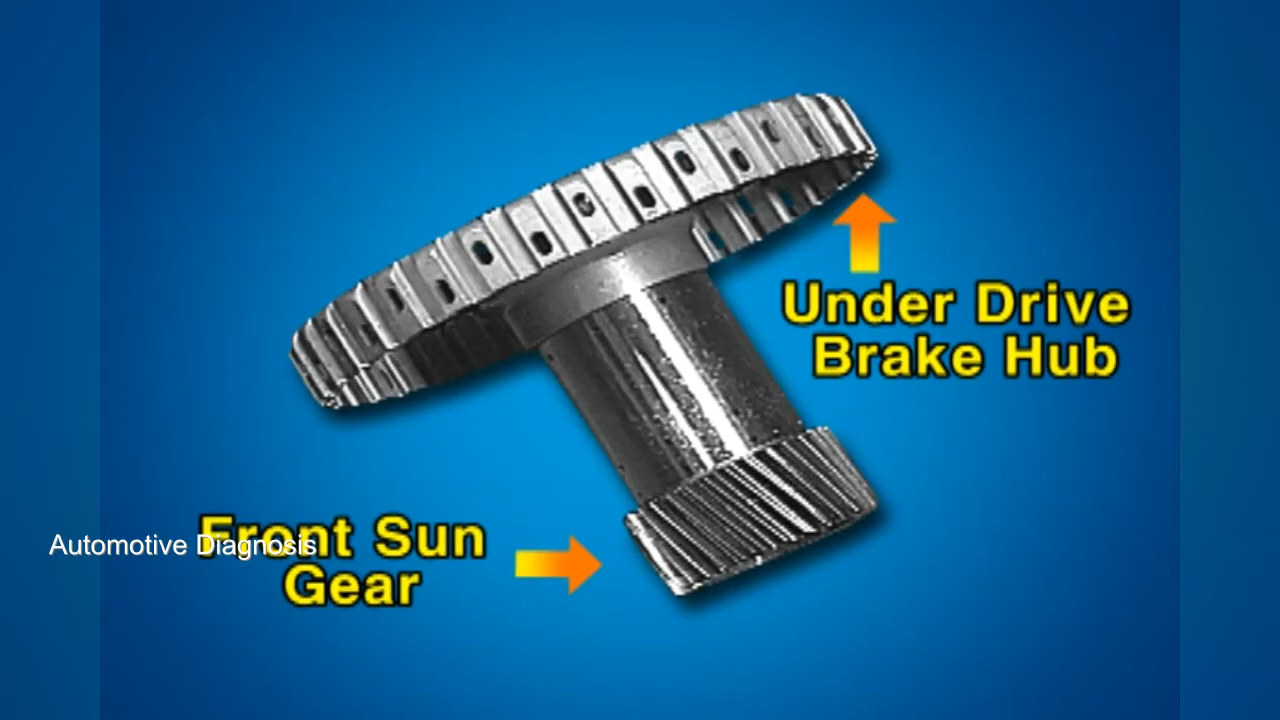 Under Drive
Brake Hub
Front Sun
Gear
Automotive Diagnosis